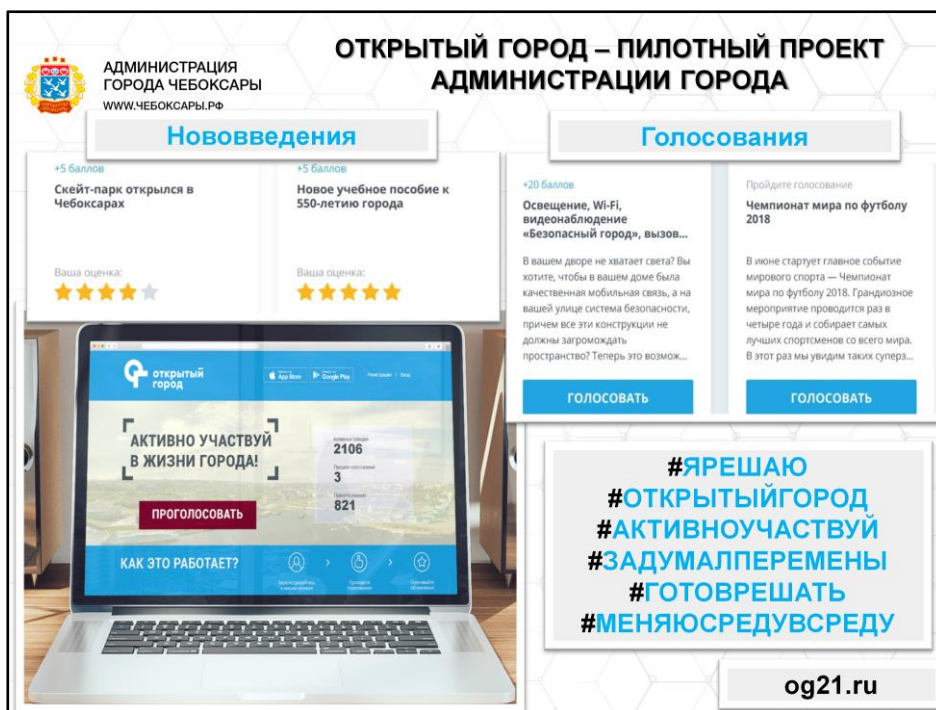 АДМИНИСТРАЦИЯ
ГОРОДА ЧЕБОКСАРЫ
WWW.ЧЕБОКСАРЫ.РФ
ОТКРЫТЫЙ ГОРОД – ПИЛОТНЫЙ ПРОЕКТ
АДМИНИСТРАЦИИ ГОРОДА
Нововведения
+5 баллов
Скейт-парк открылся в
Чебоксарах
Ваша оценка:
+5 баллов
Новое учебное пособие к
550-летию города
Ваша оценка:
Голосования
+20 баллов
Освещение, Wi-Fi,
видеонаблюдение
«Безопасный город», вызов...
В вашем дворе не хватает света? Вы
хотите, чтобы в вашем доме была
качественная мобильная связь, а на
вашей улице система безопасности,
причем все эти конструкции не
должны загромождать
пространство? Теперь это возмож...
ГОЛОСОВАТЬ
Пройдите голосование
Чемпионат мира по футболу
2018
В июне стартует главное событие
мирового спорта — Чемпионат
мира по футболу 2018. Грандиозное
мероприятие проводится раз в
четыре года и собирает самых
лучших спортсменов со всего мира.
В этот раз мы увидим таких суперз...
ГОЛОСОВАТЬ
открытый
город
App Store
Google Play
АКТИВНО УЧАСТВУЙ
В ЖИЗНИ ГОРОДА!
ПРОГОЛОСОВАТЬ
2106
3
821
КАК ЭТО РАБОТАЕТ?
#ЯРЕШАЮ
#ОТКРЫТЫЙГОРОД
#АКТИВНОУЧАСТВУЙ
#ЗАДУМАЛПЕРЕМЕНЫ
#ГОТОВРЕШАТЬ
#МЕНЯЮСРЕДУВСРЕДУ
og21.ru